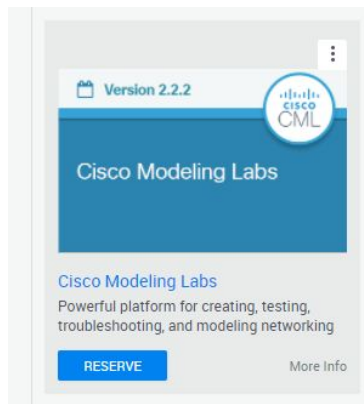 Version 2.2.2
CISCO
CML
Cisco Modeling Labs
Cisco Modeling Labs
Powerful platform for creating, testing,
troubleshooting, and modeling networking
RESERVE
More Info